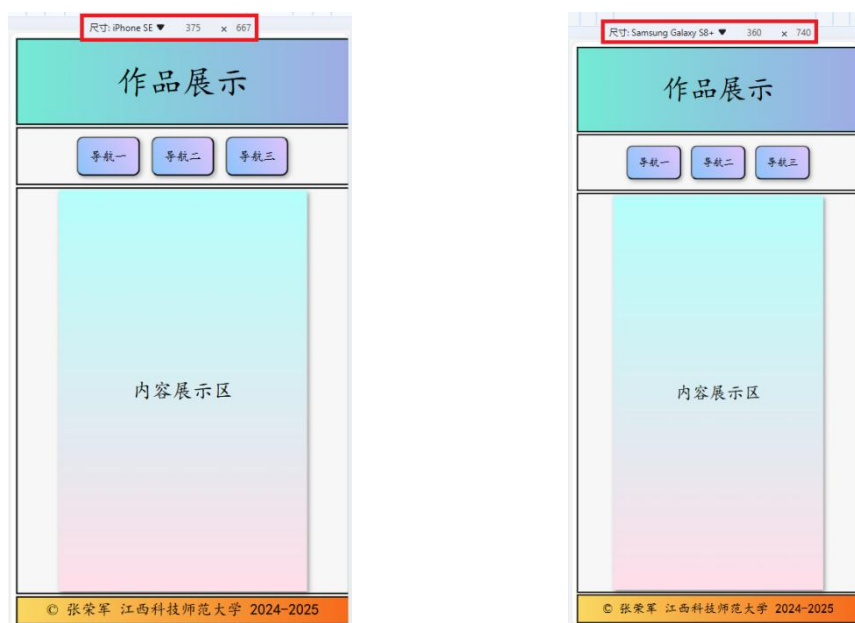 尺寸: iPhone SE ▼ 375 × 667
作品展示
导航一 导航二 导航三
内容展示区
© 张荣军 江西科技师范大学 2024-2025
尺寸: Samsung Galaxy S8+ ▼ 360 × 740
作品展示
导航一 导航二 导航三
内容展示区
© 张荣军 江西科技师范大学 2024-2025